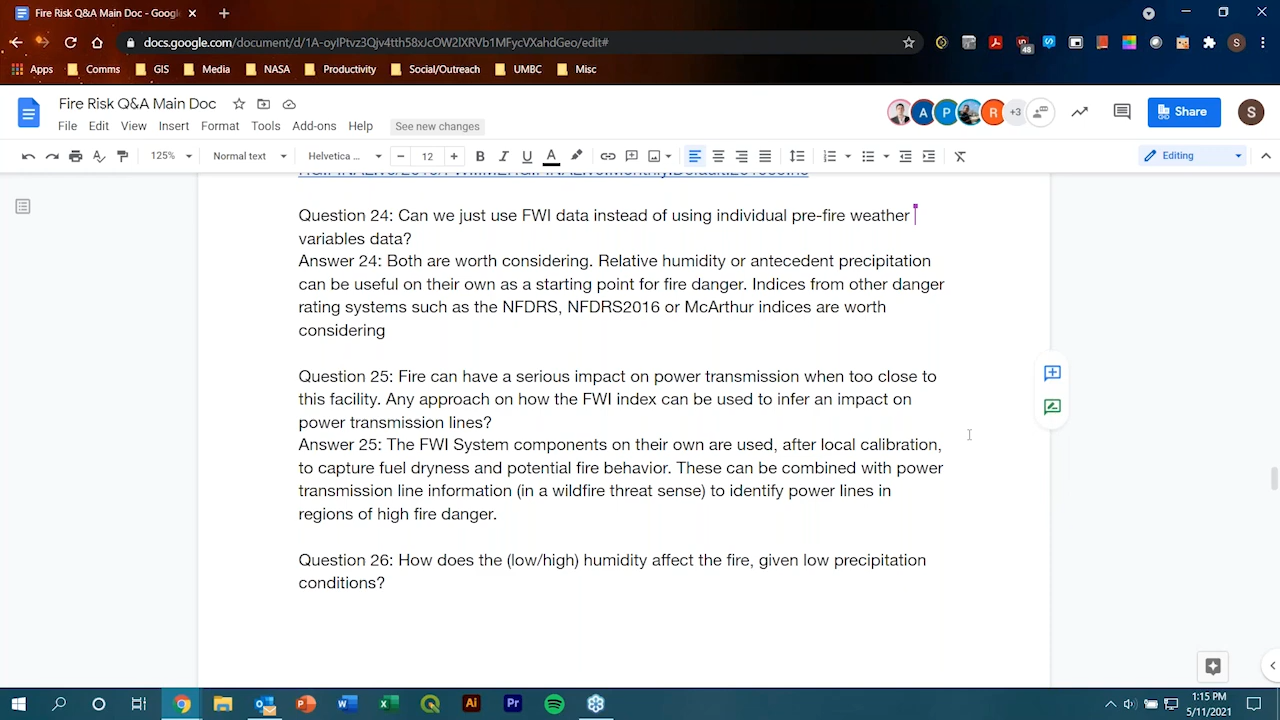 Fire Risk Q&A Main Doc - Google
docs.google.com/document/d/1A-oyIPtvz3Qjv4tth58xJcOW2IXRVb1MFycVXahdGeo/edit#
48
S
Apps Comms GIS Media NASA Productivity Social/Outreach UMBC Misc
Fire Risk Q&A Main Doc
A P R +3 Share S
File Edit View Insert Format Tools Add-ons Help See new changes
125% Normal text Helvetica ... 12 B I U A Editing
Question 24: Can we just use FWI data instead of using individual pre-fire weather
variables data?
Answer 24: Both are worth considering. Relative humidity or antecedent precipitation
can be useful on their own as a starting point for fire danger. Indices from other danger
rating systems such as the NFDRS, NFDRS2016 or McArthur indices are worth
considering
Question 25: Fire can have a serious impact on power transmission when too close to
this facility. Any approach on how the FWI index can be used to infer an impact on
power transmission lines?
Answer 25: The FWI System components on their own are used, after local calibration,
to capture fuel dryness and potential fire behavior. These can be combined with power
transmission line information (in a wildfire threat sense) to identify power lines in
regions of high fire danger.
Question 26: How does the (low/high) humidity affect the fire, given low precipitation
conditions?
Ai Pr
1:15 PM
5/11/2021